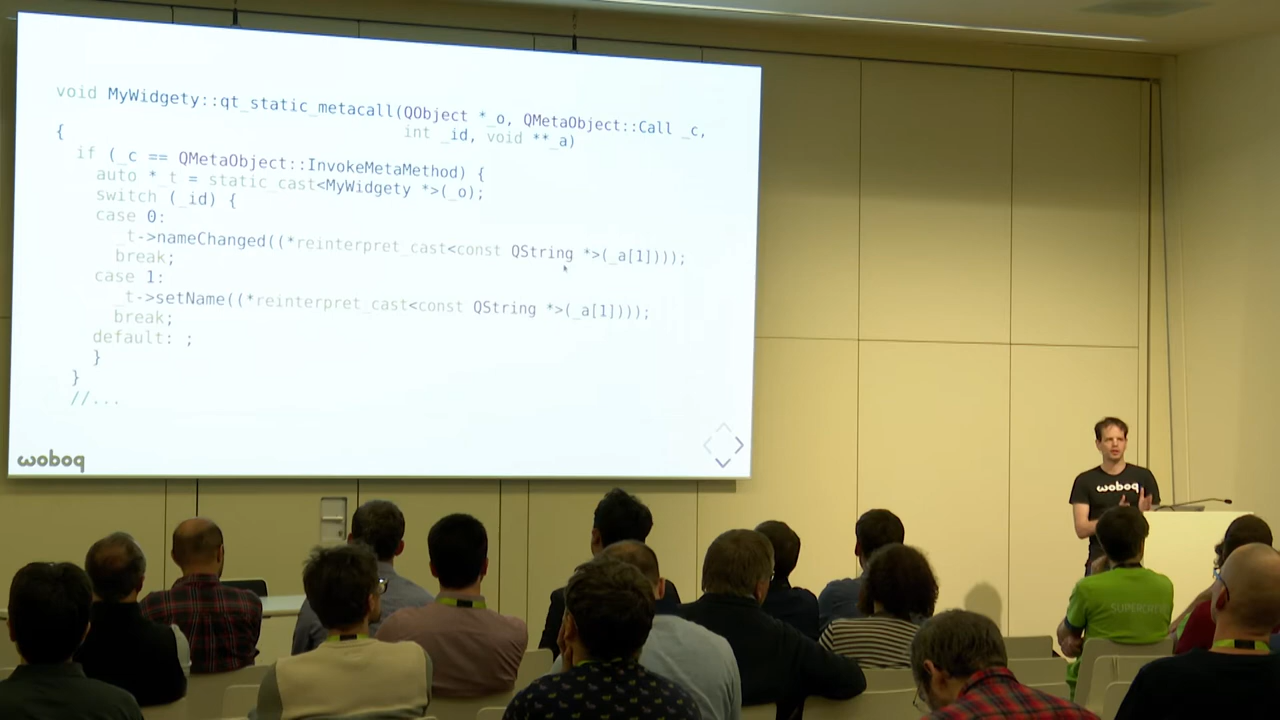 void MyWidgety::qt_static_metacall(QObject *_o, QMetaObject::Call _c,
int _id, void **_a)
{
if (_c == QMetaObject::InvokeMetaMethod) {
auto *_t = static_cast<MyWidgety *>(_o);
switch (_id) {
case 0:
_t->nameChanged((*reinterpret_cast<const QString *>(_a[1])));
break;
case 1:
_t->setName((*reinterpret_cast<const QString *>(_a[1])));
break;
default: ;
}
}
//...
woboq
woboq